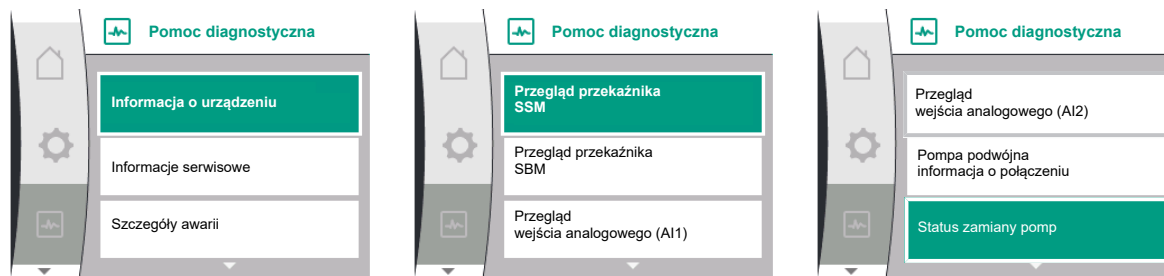 Pomoc diagnostyczna
Informacja o urządzeniu
Informacje serwisowe
Szczegóły awarii
Pomoc diagnostyczna
Przegląd przekaźnika
SSM
Przegląd przekaźnika
SBM
Przegląd
wejścia analogowego (AI1)
Pomoc diagnostyczna
Przegląd
wejścia analogowego (AI2)
Pompa podwójna
informacja o połączeniu
Status zamiany pomp